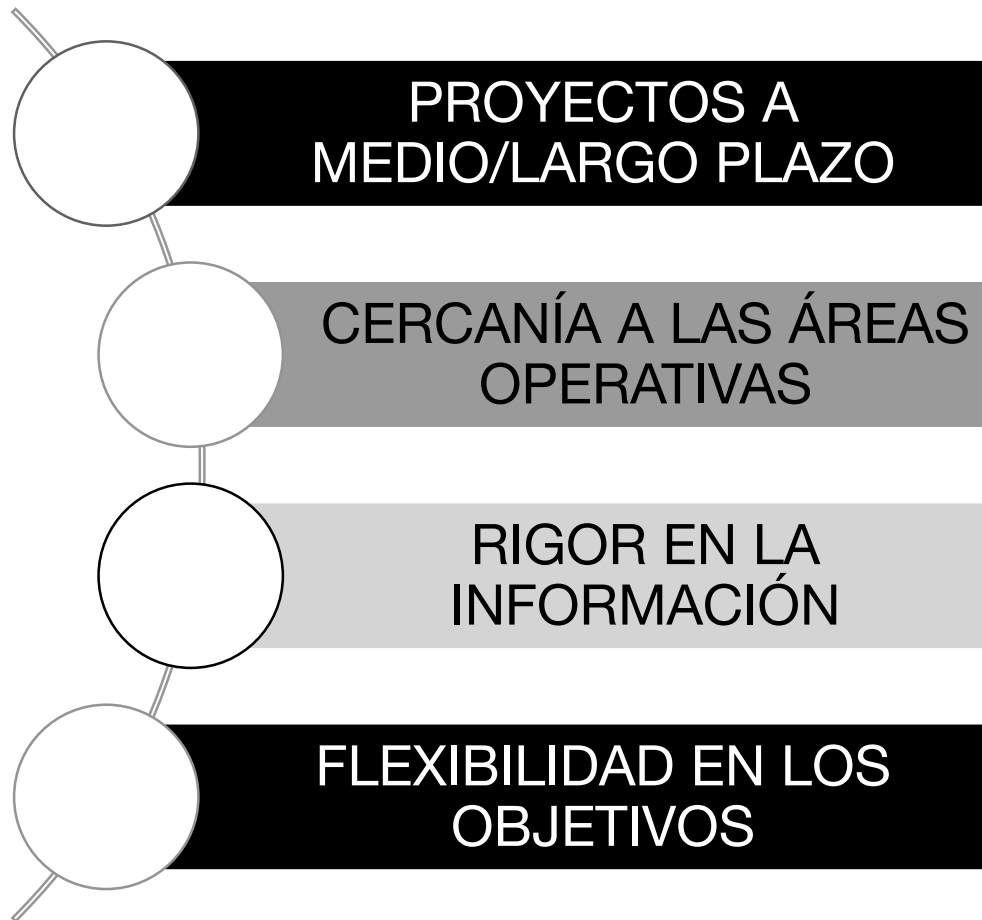 PROYECTOS A
MEDIO/LARGO PLAZO
CERCANÍA A LAS ÁREAS
OPERATIVAS
RIGOR EN LA
INFORMACIÓN
FLEXIBILIDAD EN LOS
OBJETIVOS